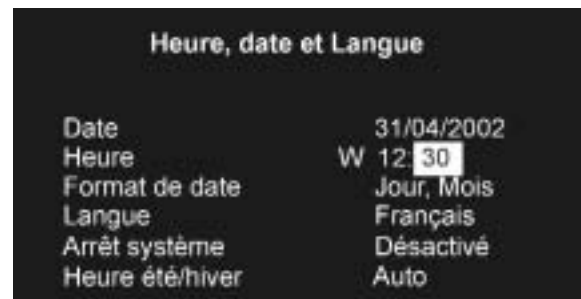 Heure, date et Langue
Date 31/04/2002
Heure W 12:30
Format de date Jour, Mois
Langue Français
Arrêt système Désactivé
Heure été/hiver Auto